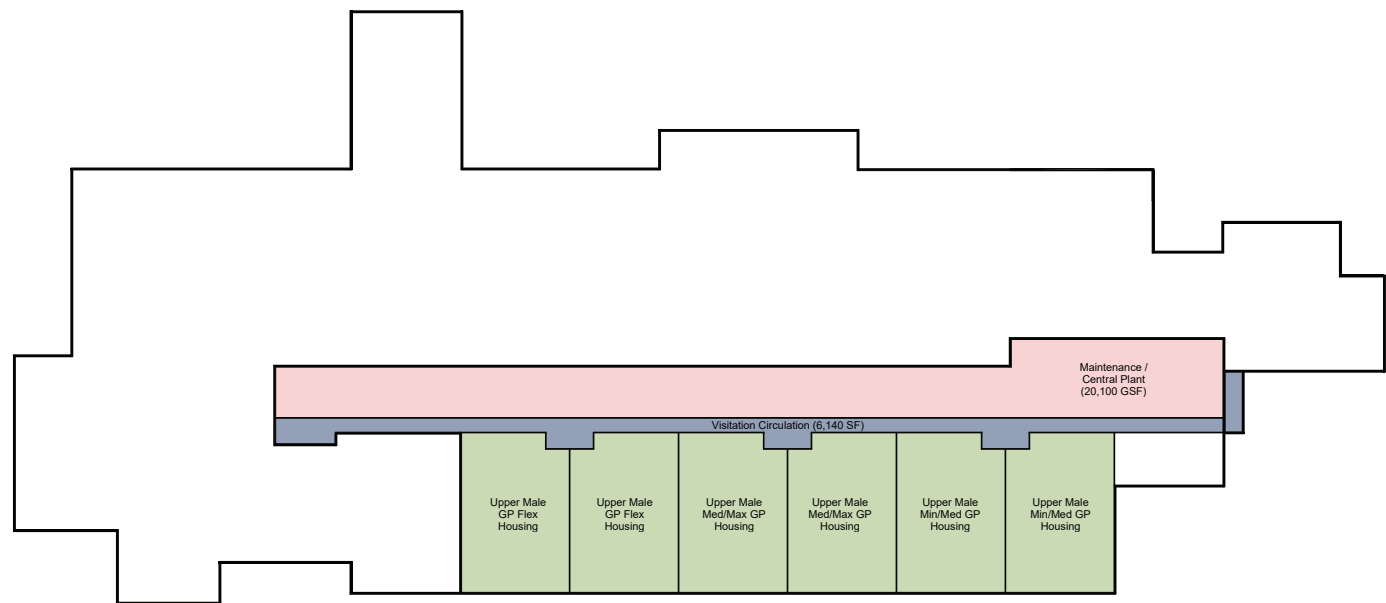 Maintenance /
Central Plant
(20,100 GSF)
Visitation Circulation (6,140 SF)
Upper Male
GP Flex
Housing
Upper Male
GP Flex
Housing
Upper Male
Med/Max GP
Housing
Upper Male
Med/Max GP
Housing
Upper Male
Min/Med GP
Housing
Upper Male
Min/Med GP
Housing